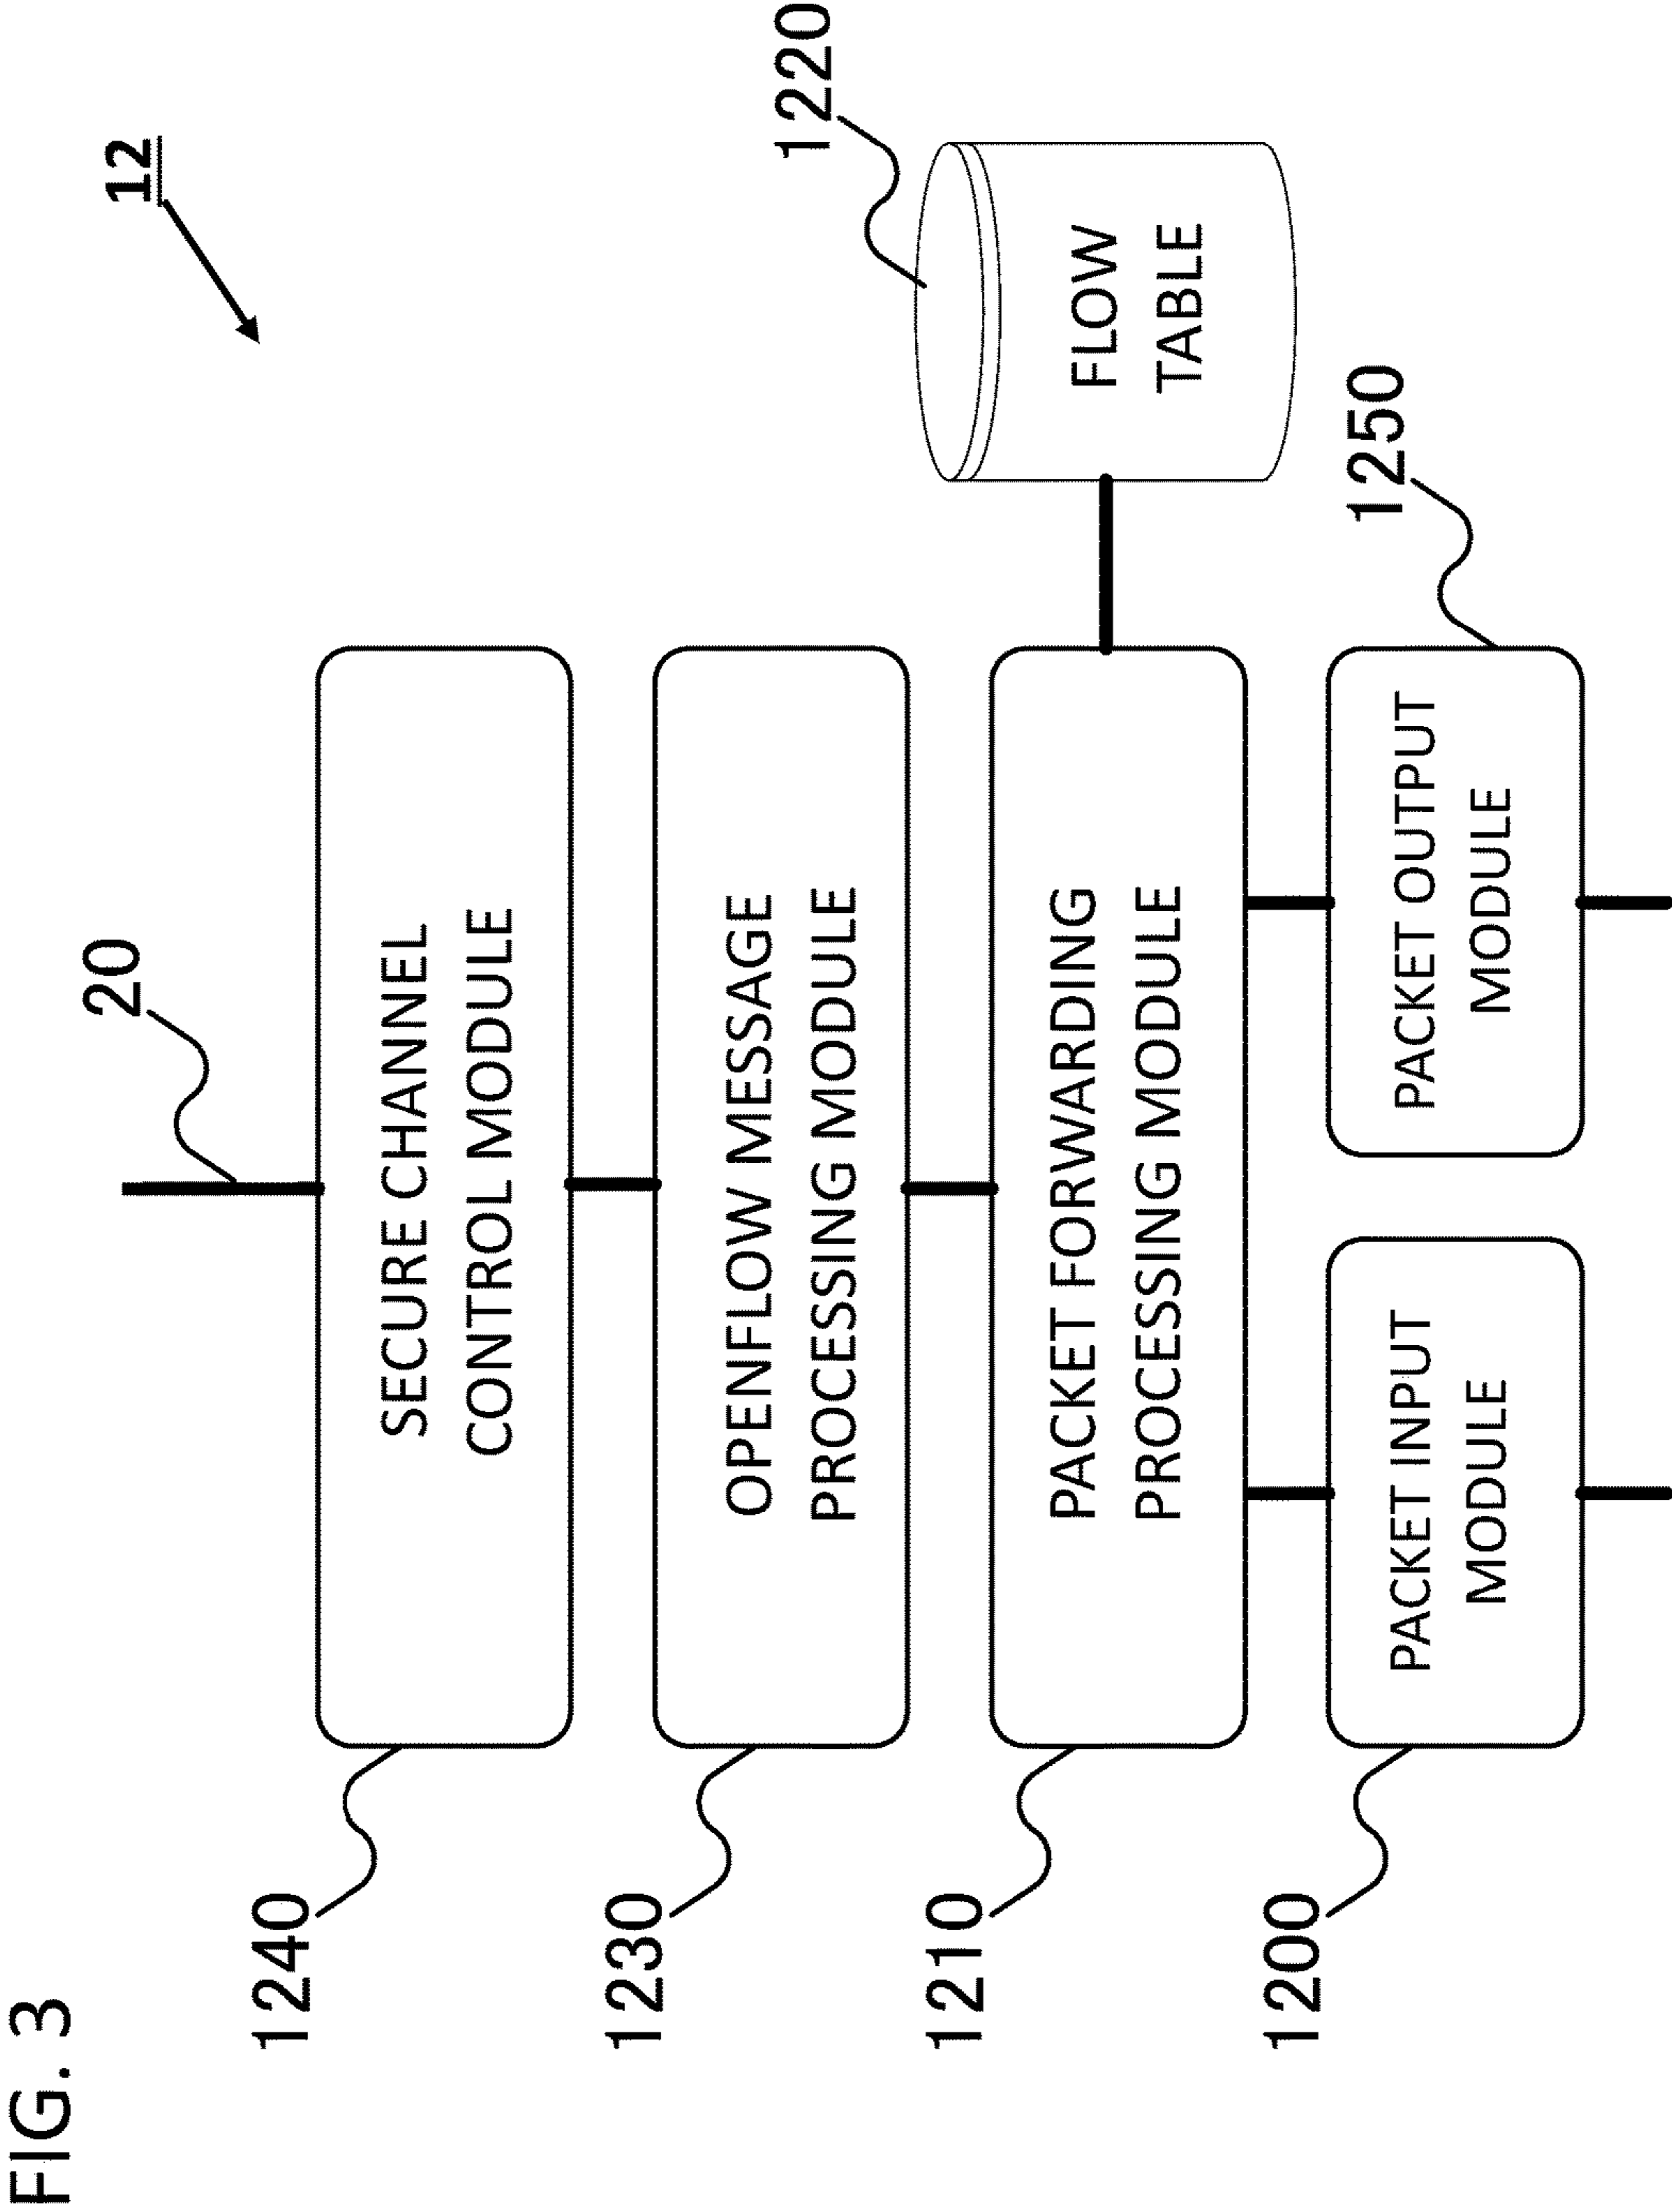 FIG. 3
12
20
1240
SECURE CHANNEL
CONTROL MODULE
1230
OPENFLOW MESSAGE
PROCESSING MODULE
1220
FLOW
TABLE
1210
PACKET FORWARDING
PROCESSING MODULE
1200
PACKET INPUT
MODULE
1250
PACKET OUTPUT
MODULE